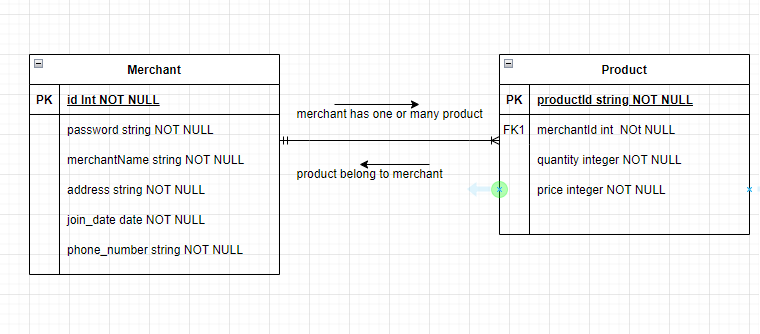 Merchant
PK id Int NOT NULL
password string NOT NULL
merchantName string NOT NULL
address string NOT NULL
join_date date NOT NULL
phone_number string NOT NULL
merchant has one or many product
product belong to merchant
Product
PK productId string NOT NULL
FK1 merchantId int NOt NULL
quantity integer NOT NULL
price integer NOT NULL